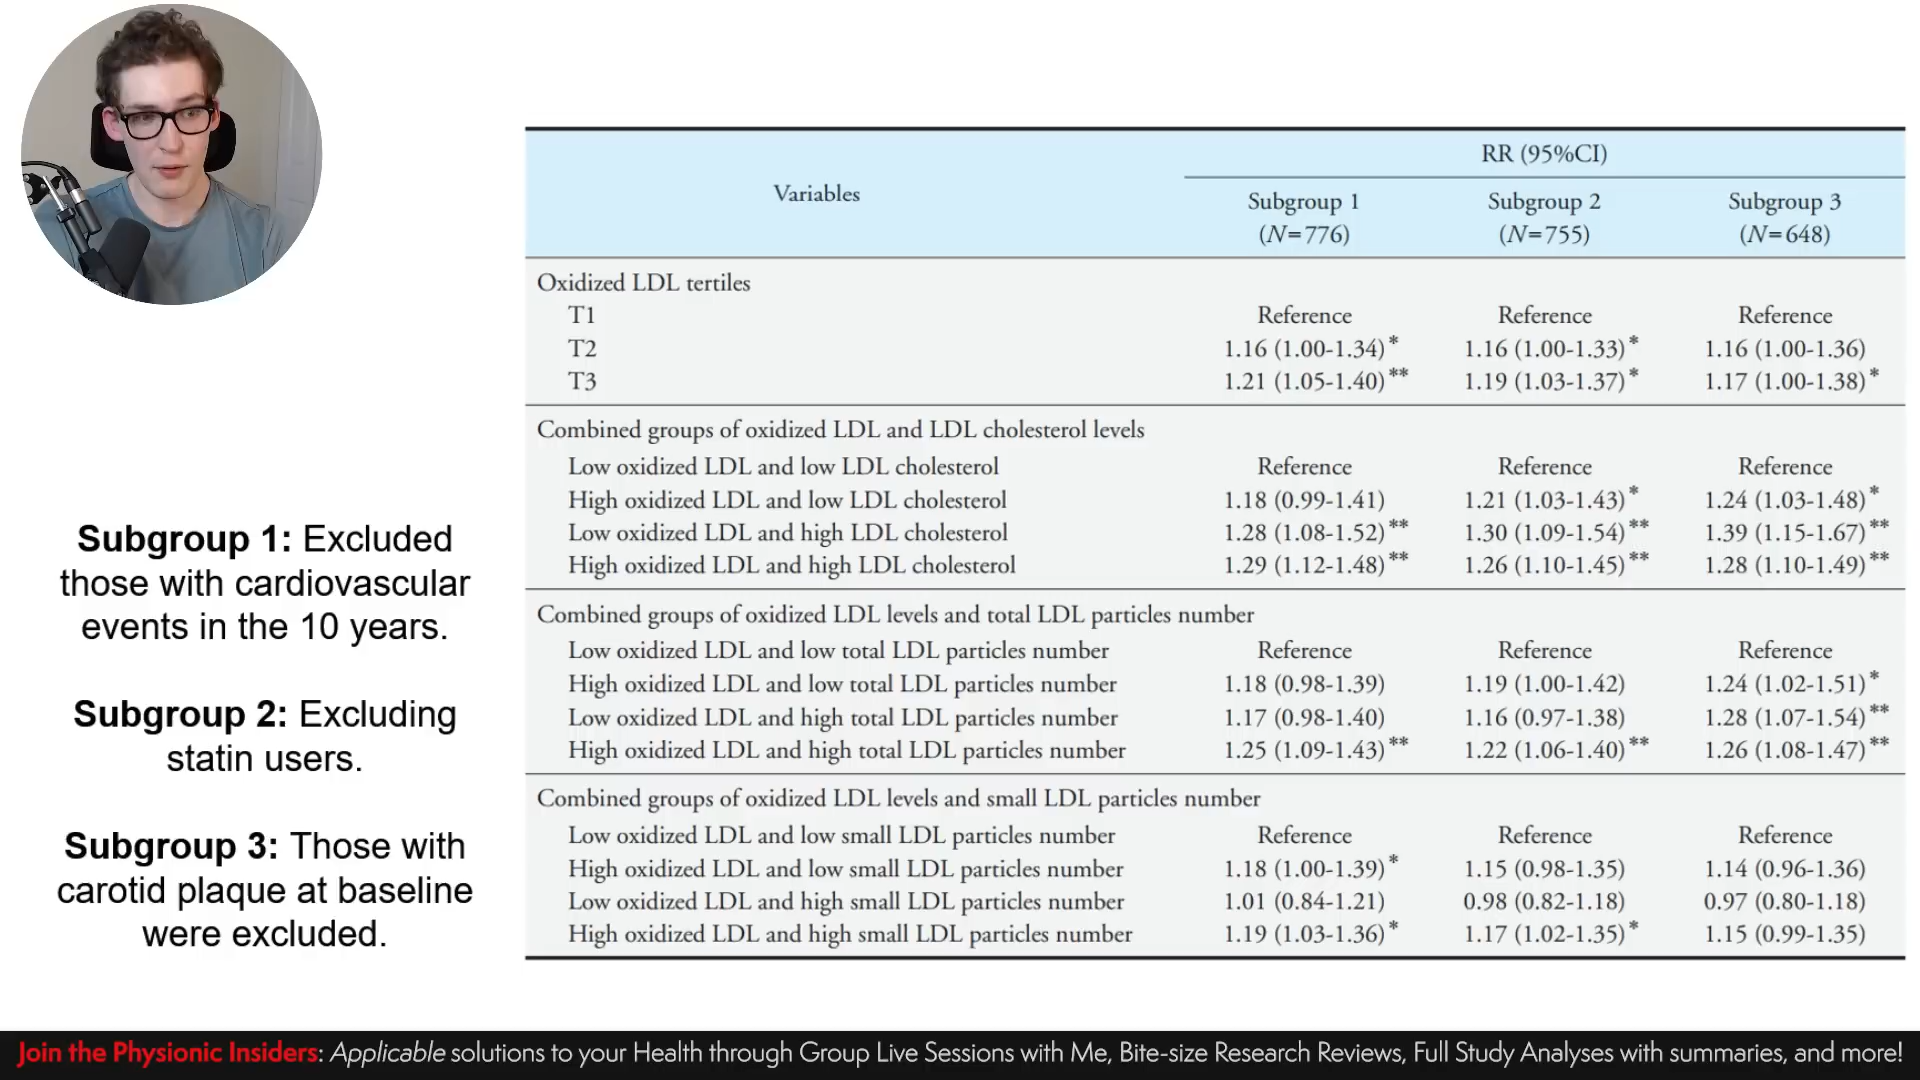 Subgroup 1: Excluded
those with cardiovascular
events in the 10 years.
Subgroup 2: Excluding
statin users.
Subgroup 3: Those with
carotid plaque at baseline
were excluded.
Variables
RR (95%CI)
Subgroup 1 Subgroup 2 Subgroup 3
(N=776) (N=755) (N=648)
Oxidized LDL tertiles
T1 Reference Reference Reference
T2 1.16 (1.00-1.34)* 1.16 (1.00-1.33)* 1.16 (1.00-1.36)
T3 1.21 (1.05-1.40)** 1.19 (1.03-1.37)* 1.17 (1.00-1.38)*
Combined groups of oxidized LDL and LDL cholesterol levels
Low oxidized LDL and low LDL cholesterol Reference Reference Reference
High oxidized LDL and low LDL cholesterol 1.18 (0.99-1.41) 1.21 (1.03-1.43)* 1.24 (1.03-1.48)*
Low oxidized LDL and high LDL cholesterol 1.28 (1.08-1.52)** 1.30 (1.09-1.54)** 1.39 (1.15-1.67)**
High oxidized LDL and high LDL cholesterol 1.29 (1.12-1.48)** 1.26 (1.10-1.45)** 1.28 (1.10-1.49)**
Combined groups of oxidized LDL levels and total LDL particles number
Low oxidized LDL and low total LDL particles number Reference Reference Reference
High oxidized LDL and low total LDL particles number 1.18 (0.98-1.39) 1.19 (1.00-1.42) 1.24 (1.02-1.51)*
Low oxidized LDL and high total LDL particles number 1.17 (0.98-1.40) 1.16 (0.97-1.38) 1.28 (1.07-1.54)**
High oxidized LDL and high total LDL particles number 1.25 (1.09-1.43)** 1.22 (1.06-1.40)** 1.26 (1.08-1.47)**
Combined groups of oxidized LDL levels and small LDL particles number
Low oxidized LDL and low small LDL particles number Reference Reference Reference
High oxidized LDL and low small LDL particles number 1.18 (1.00-1.39)* 1.15 (0.98-1.35) 1.14 (0.96-1.36)
Low oxidized LDL and high small LDL particles number 1.01 (0.84-1.21) 0.98 (0.82-1.18) 0.97 (0.80-1.18)
High oxidized LDL and high small LDL particles number 1.19 (1.03-1.36)* 1.17 (1.02-1.35)* 1.15 (0.99-1.35)
Join the Physionic Insiders: Applicable solutions to your Health through Group Live Sessions with Me, Bite-size Research Reviews, Full Study Analyses with summaries, and more!